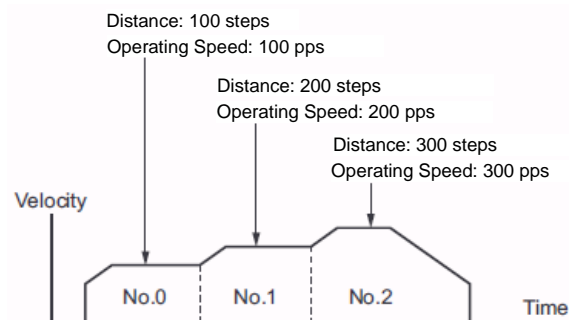 Distance: 100 steps
Operating Speed: 100 pps
Distance: 200 steps
Operating Speed: 200 pps
Distance: 300 steps
Operating Speed: 300 pps
Velocity
No.0
No.1
No.2
Time